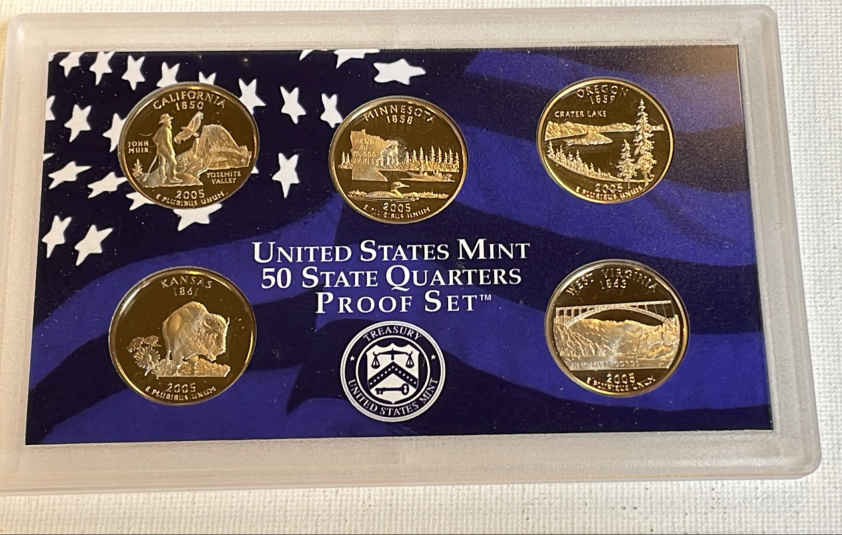 CALIFORNIA
1850
JOHN
MUIR
YOSEMITE
VALLEY
2005
E PLURIBUS UNUM
MINNESOTA
1858
2005
E PLURIBUS UNUM
OREGON
1859
CRATER LAKE
2005
E PLURIBUS UNUM
UNITED STATES MINT
50 STATE QUARTERS
PROOF SET™
KANSAS
1861
2005
E PLURIBUS UNUM
TREASURY
UNITED STATES MINT
WEST VIRGINIA
1863
2005
E PLURIBUS UNUM